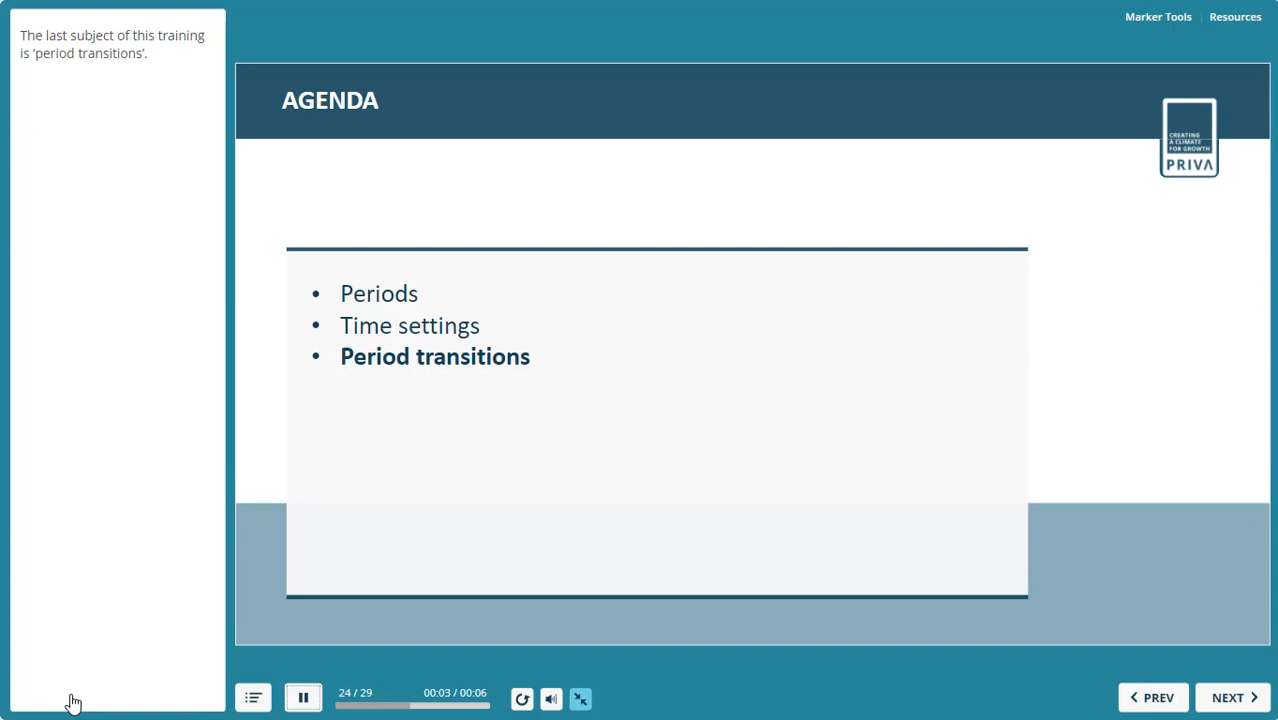 Marker Tools
Resources
The last subject of this training
is ‘period transitions’.
AGENDA
CREATING
A CLIMATE
FOR GROWTH
PRIVA
• Periods
• Time settings
• Period transitions
24 / 29
00:03 / 00:06
PREV
NEXT